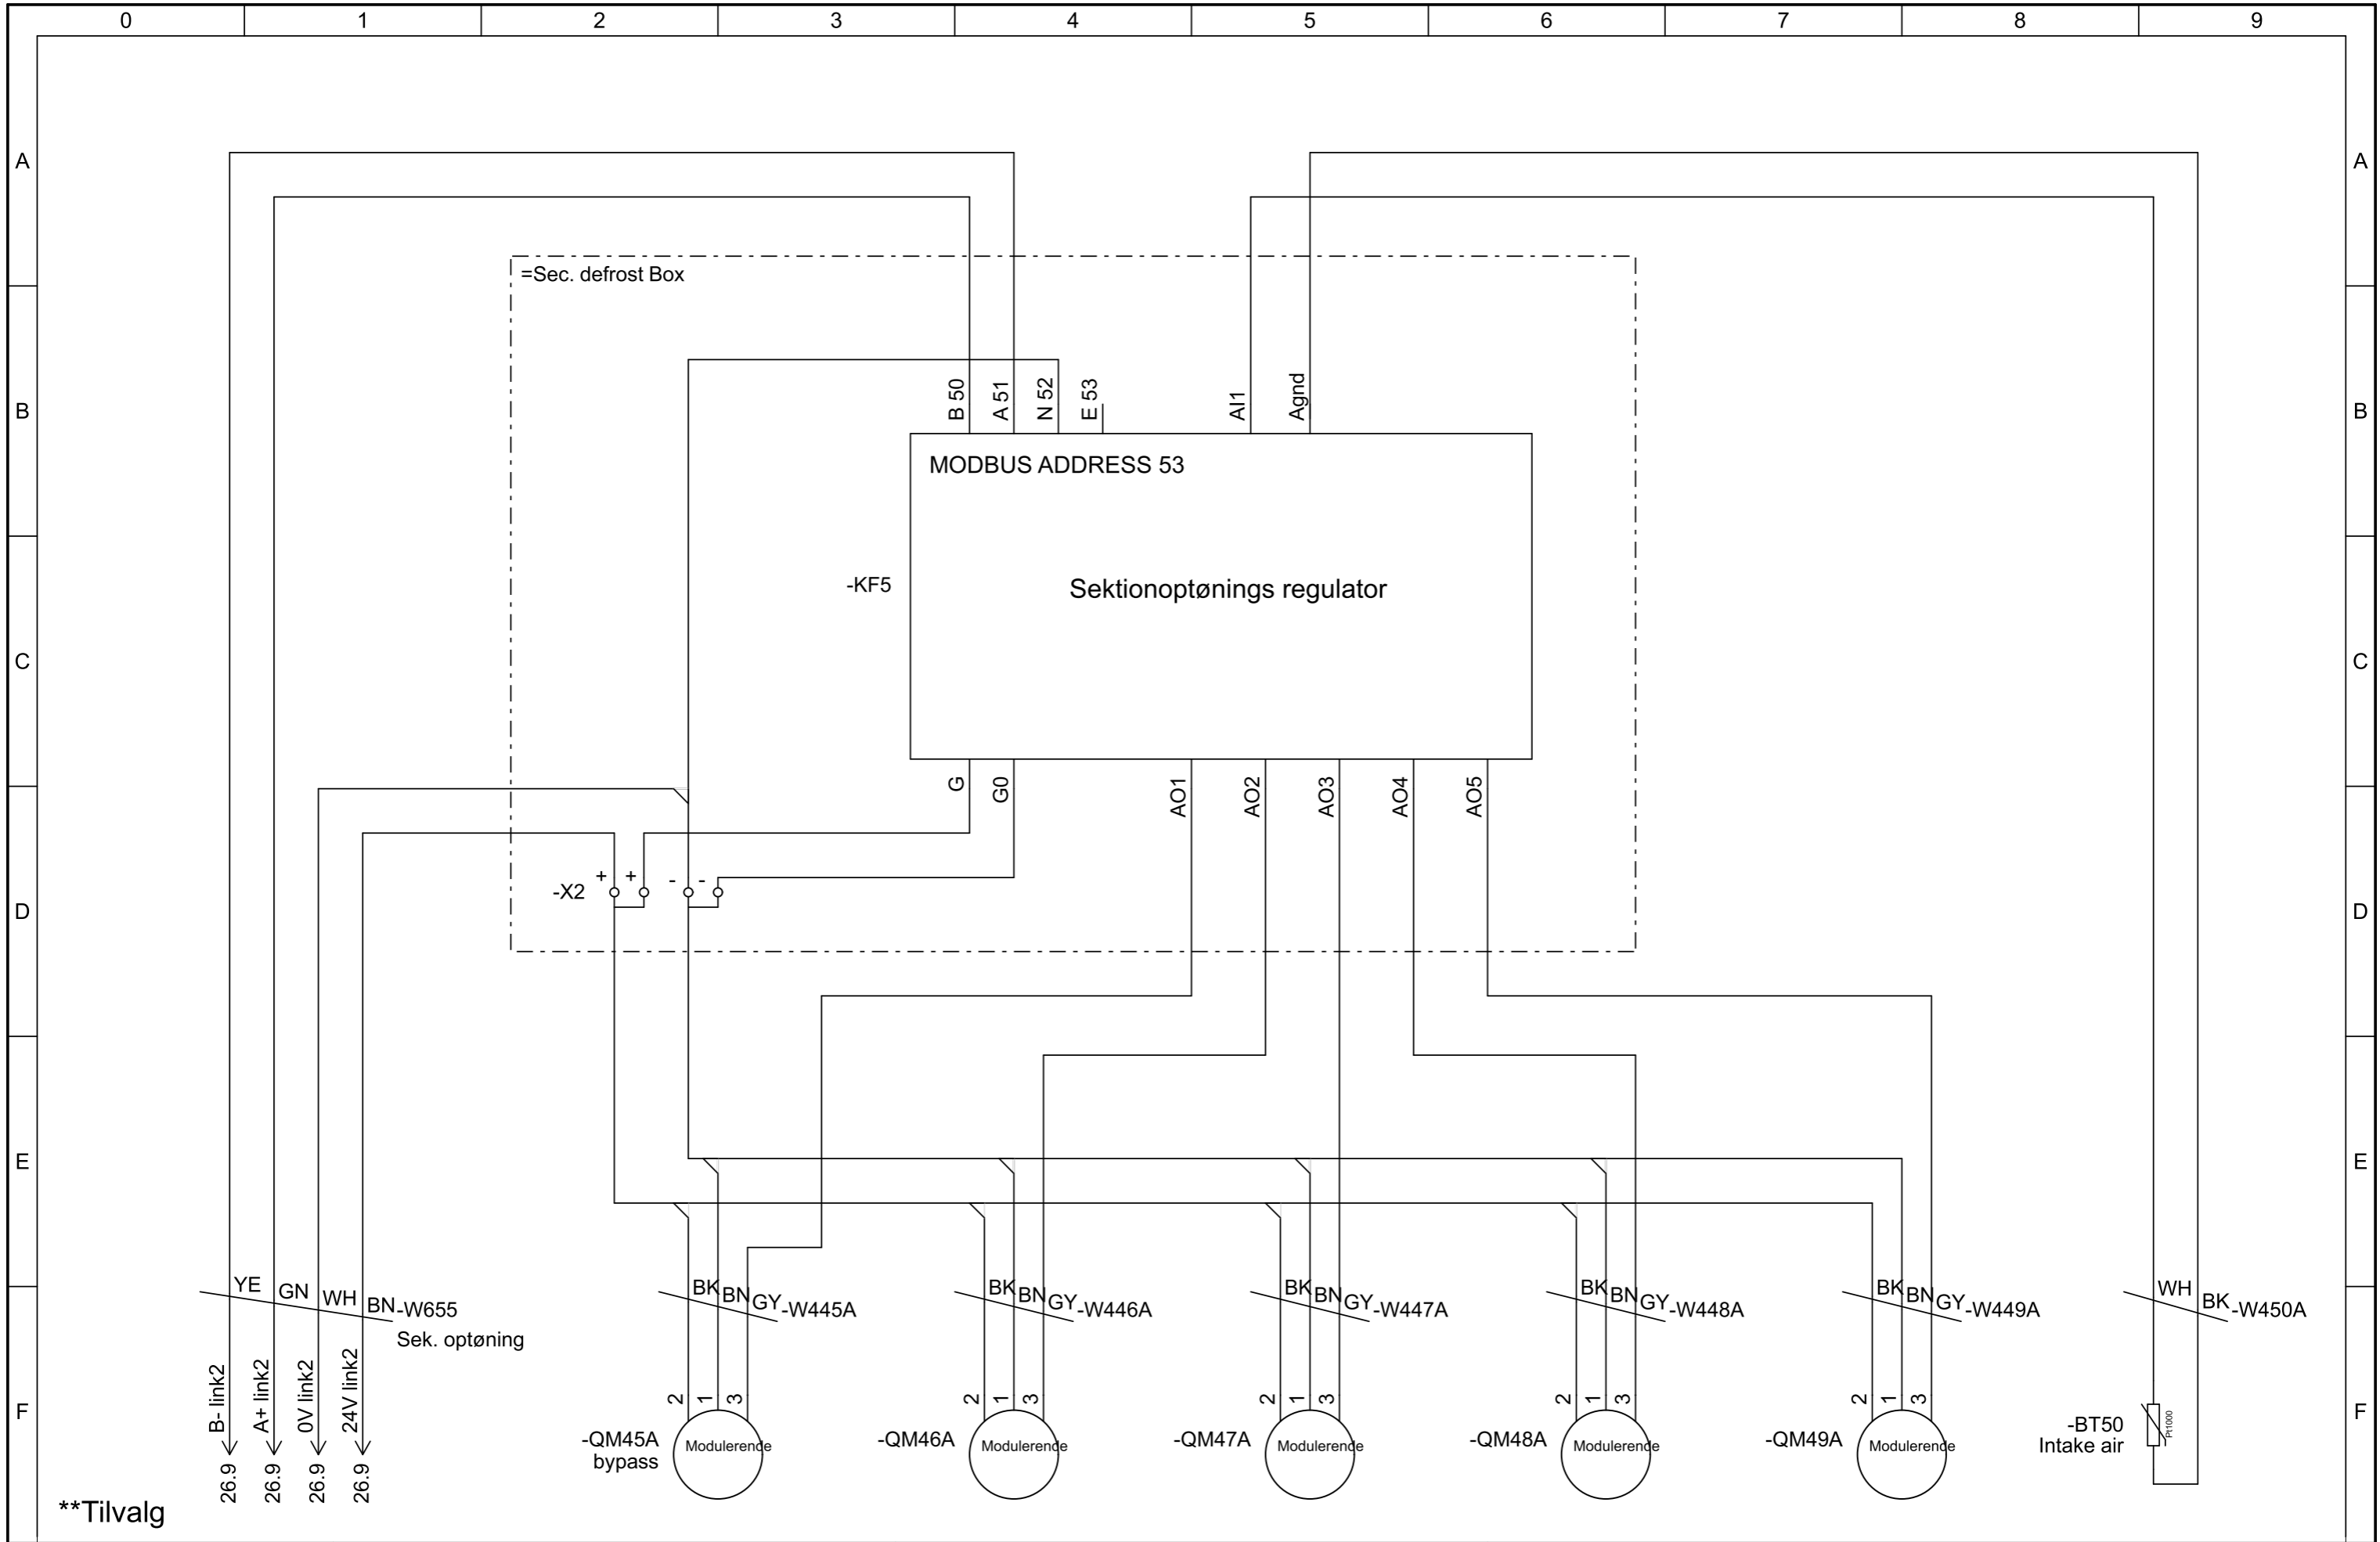 0 1 2 3 4 5 6 7 8 9
A A
=Sec. defrost Box
B B
B 50
A 51
N 52
E 53
AI1
Agnd
MODBUS ADDRESS 53
-KF5
Sektionoptønings regulator
C C
G
G0
AO1
AO2
AO3
AO4
AO5
-X2 + + - -
D D
E E
YE GN WH BN -W655
Sek. optøning
BK BN GY -W445A
BK BN GY -W446A
BK BN GY -W447A
BK BN GY -W448A
BK BN GY -W449A
WH BK -W450A
F F
B- link2
A+ link2
0V link2
24V link2
26.9
26.9
26.9
26.9
2 1 3
-QM45A
bypass
Modulerende
2 1 3
-QM46A
Modulerende
2 1 3
-QM47A
Modulerende
2 1 3
-QM48A
Modulerende
2 1 3
-QM49A
Modulerende
-BT50
Intake air
Pt1000
**Tilvalg